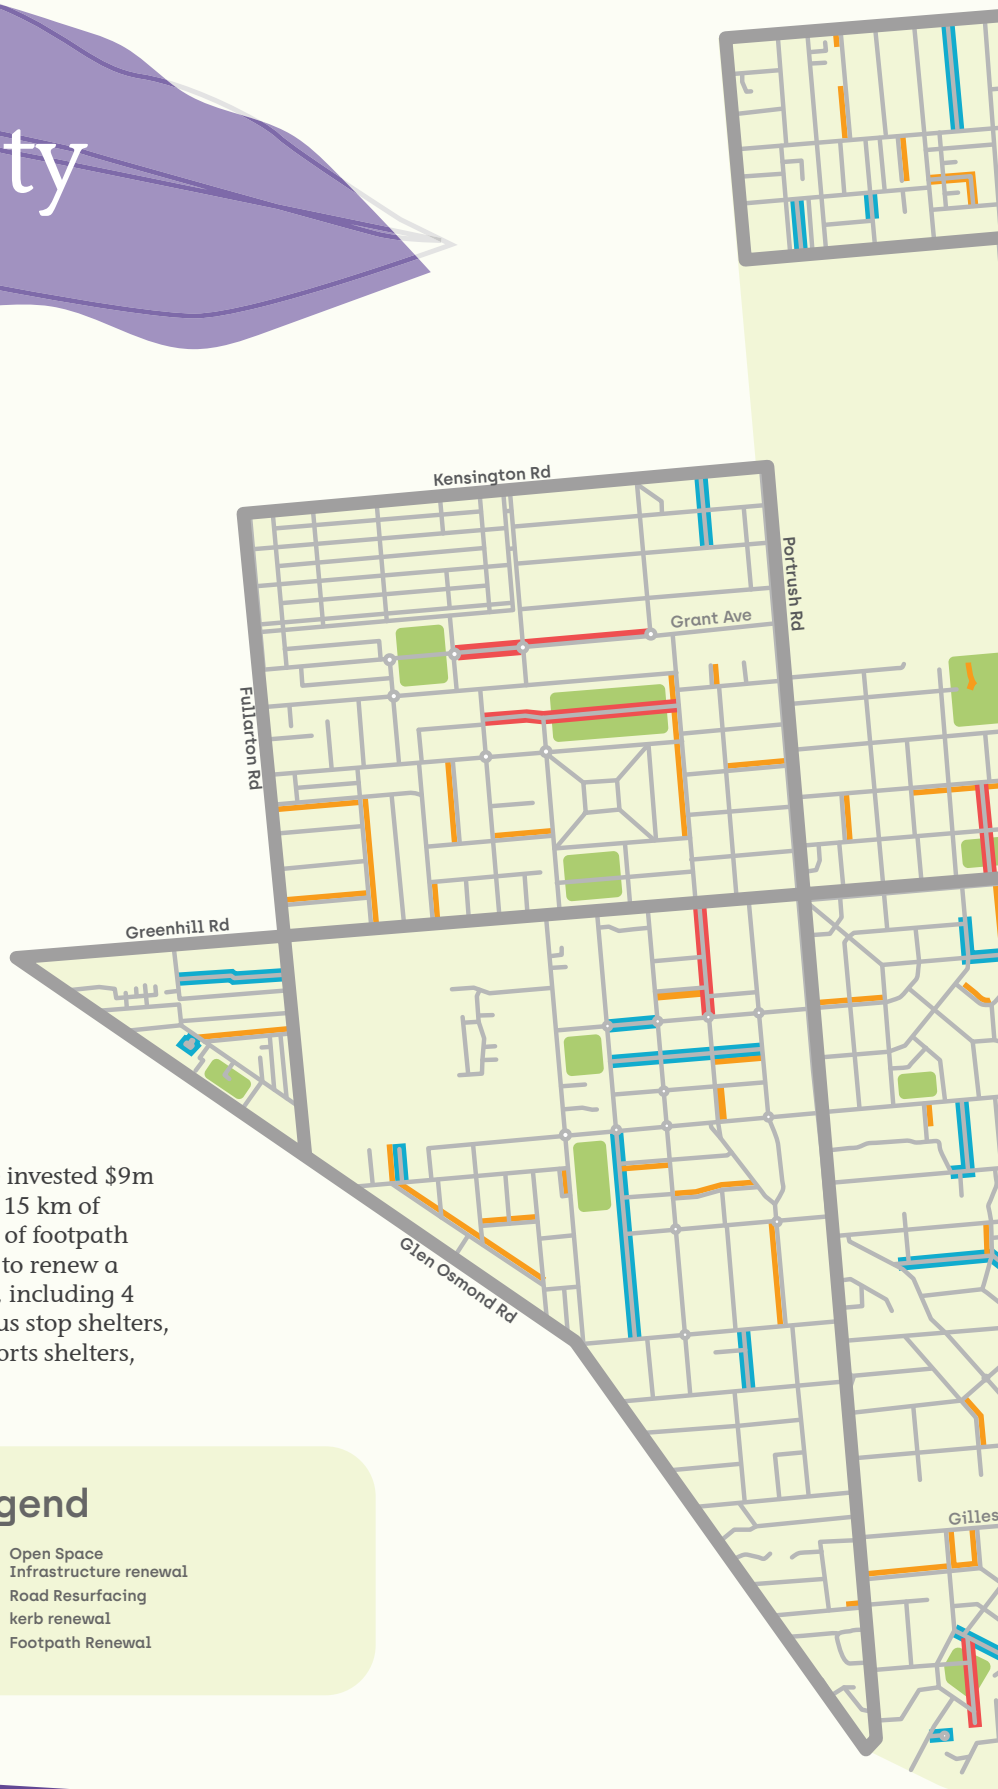 ty
Kensington Rd
Portrush Rd
Grant Ave
Fullarton Rd
Greenhill Rd
invested $9m
15 km of
of footpath
to renew a
, including 4
us stop shelters,
orts shelters,
Glen Osmond Rd
gend
Open Space
Infrastructure renewal
Road Resurfacing
kerb renewal
Footpath Renewal
Gilles